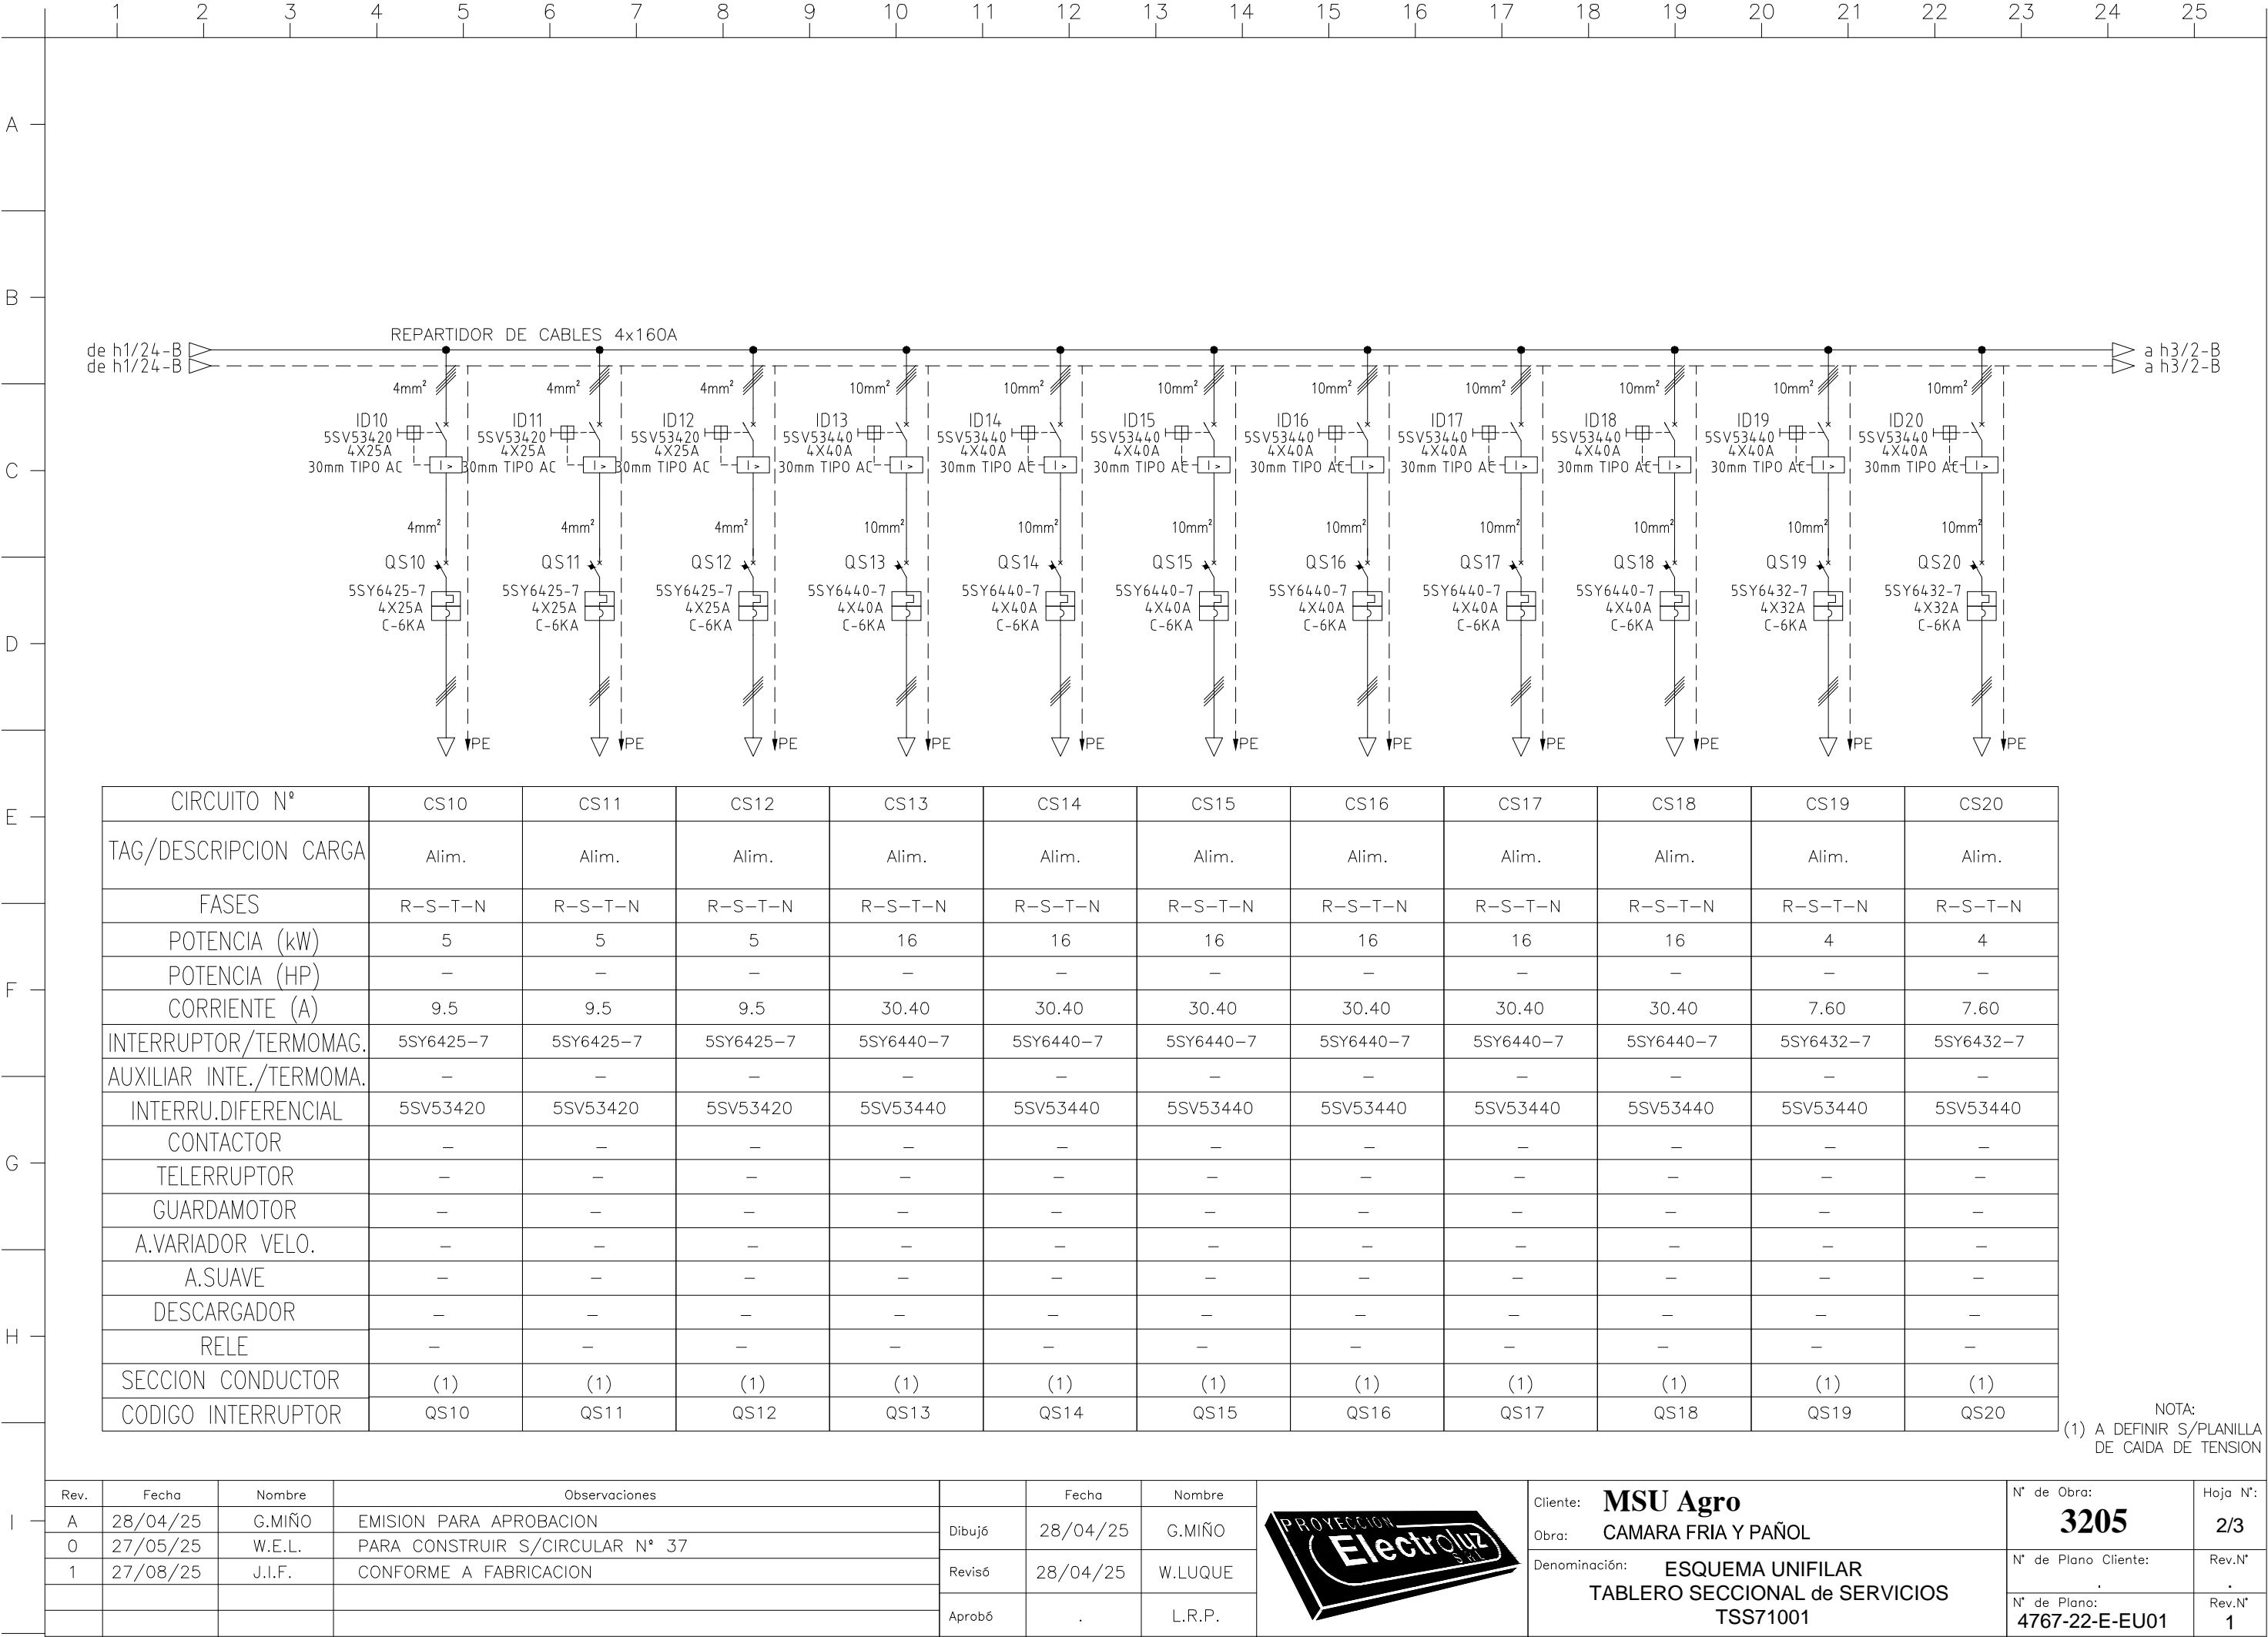 1 2 3 4 5 6 7 8 9 10 11 12 13 14 15 16 17 18 19 20 21 22 23 24 25
A
B
REPARTIDOR DE CABLES 4x160A
de h1/24-B a h3/2-B
de h1/24-B a h3/2-B
4mm² 4mm² 4mm² 10mm² 10mm² 10mm² 10mm² 10mm² 10mm² 10mm² 10mm²
ID10 ID11 ID12 ID13 ID14 ID15 ID16 ID17 ID18 ID19 ID20
5SV53420 5SV53420 5SV53420 5SV53440 5SV53440 5SV53440 5SV53440 5SV53440 5SV53440 5SV53440 5SV53440
4X25A 4X25A 4X25A 4X40A 4X40A 4X40A 4X40A 4X40A 4X40A 4X40A 4X40A
30mm TIPO AC I > 30mm TIPO AC I > 30mm TIPO AC I > 30mm TIPO AC I > 30mm TIPO AC I > 30mm TIPO AC I > 30mm TIPO AC I > 30mm TIPO AC I > 30mm TIPO AC I > 30mm TIPO AC I > 30mm TIPO AC I >
C
4mm² 4mm² 4mm² 10mm² 10mm² 10mm² 10mm² 10mm² 10mm² 10mm² 10mm²
QS10 QS11 QS12 QS13 QS14 QS15 QS16 QS17 QS18 QS19 QS20
5SY6425-7 5SY6425-7 5SY6425-7 5SY6440-7 5SY6440-7 5SY6440-7 5SY6440-7 5SY6440-7 5SY6440-7 5SY6432-7 5SY6432-7
4X25A 4X25A 4X25A 4X40A 4X40A 4X40A 4X40A 4X40A 4X40A 4X32A 4X32A
C-6KA C-6KA C-6KA C-6KA C-6KA C-6KA C-6KA C-6KA C-6KA C-6KA C-6KA
D
PE PE PE PE PE PE PE PE PE PE PE
CIRCUITO Nº CS10 CS11 CS12 CS13 CS14 CS15 CS16 CS17 CS18 CS19 CS20
E
TAG/DESCRIPCION CARGA Alim. Alim. Alim. Alim. Alim. Alim. Alim. Alim. Alim. Alim. Alim.
FASES R-S-T-N R-S-T-N R-S-T-N R-S-T-N R-S-T-N R-S-T-N R-S-T-N R-S-T-N R-S-T-N R-S-T-N R-S-T-N
POTENCIA (kW) 5 5 5 16 16 16 16 16 16 4 4
POTENCIA (HP) - - - - - - - - - - -
F
CORRIENTE (A) 9.5 9.5 9.5 30.40 30.40 30.40 30.40 30.40 30.40 7.60 7.60
INTERRUPTOR/TERMOMAG. 5SY6425-7 5SY6425-7 5SY6425-7 5SY6440-7 5SY6440-7 5SY6440-7 5SY6440-7 5SY6440-7 5SY6440-7 5SY6432-7 5SY6432-7
AUXILIAR INTE./TERMOMA. - - - - - - - - - - -
INTERRU.DIFERENCIAL 5SV53420 5SV53420 5SV53420 5SV53440 5SV53440 5SV53440 5SV53440 5SV53440 5SV53440 5SV53440 5SV53440
CONTACTOR - - - - - - - - - - -
G
TELERRUPTOR - - - - - - - - - - -
GUARDAMOTOR - - - - - - - - - - -
A.VARIADOR VELO. - - - - - - - - - - -
A.SUAVE - - - - - - - - - - -
DESCARGADOR - - - - - - - - - - -
H
RELE - - - - - - - - - - -
SECCION CONDUCTOR (1) (1) (1) (1) (1) (1) (1) (1) (1) (1) (1)
CODIGO INTERRUPTOR QS10 QS11 QS12 QS13 QS14 QS15 QS16 QS17 QS18 QS19 QS20
NOTA:
(1) A DEFINIR S/PLANILLA
DE CAIDA DE TENSION
I
Rev. Fecha Nombre Observaciones
A 28/04/25 G.MIÑO EMISION PARA APROBACION
0 27/05/25 W.E.L. PARA CONSTRUIR S/CIRCULAR Nº 37
1 27/08/25 J.I.F. CONFORME A FABRICACION
Fecha Nombre
Dibujó 28/04/25 G.MIÑO
Revisó 28/04/25 W.LUQUE
Aprobó . L.R.P.
PROYECCION
Electroluz
SRL
Cliente: MSU Agro
Obra: CAMARA FRIA Y PAÑOL
Denominación: ESQUEMA UNIFILAR
TABLERO SECCIONAL de SERVICIOS
TSS71001
N° de Obra:
3205
Hoja N°:
2/3
N° de Plano Cliente:
.
Rev.N°
.
N° de Plano:
4767-22-E-EU01
Rev.N°
1